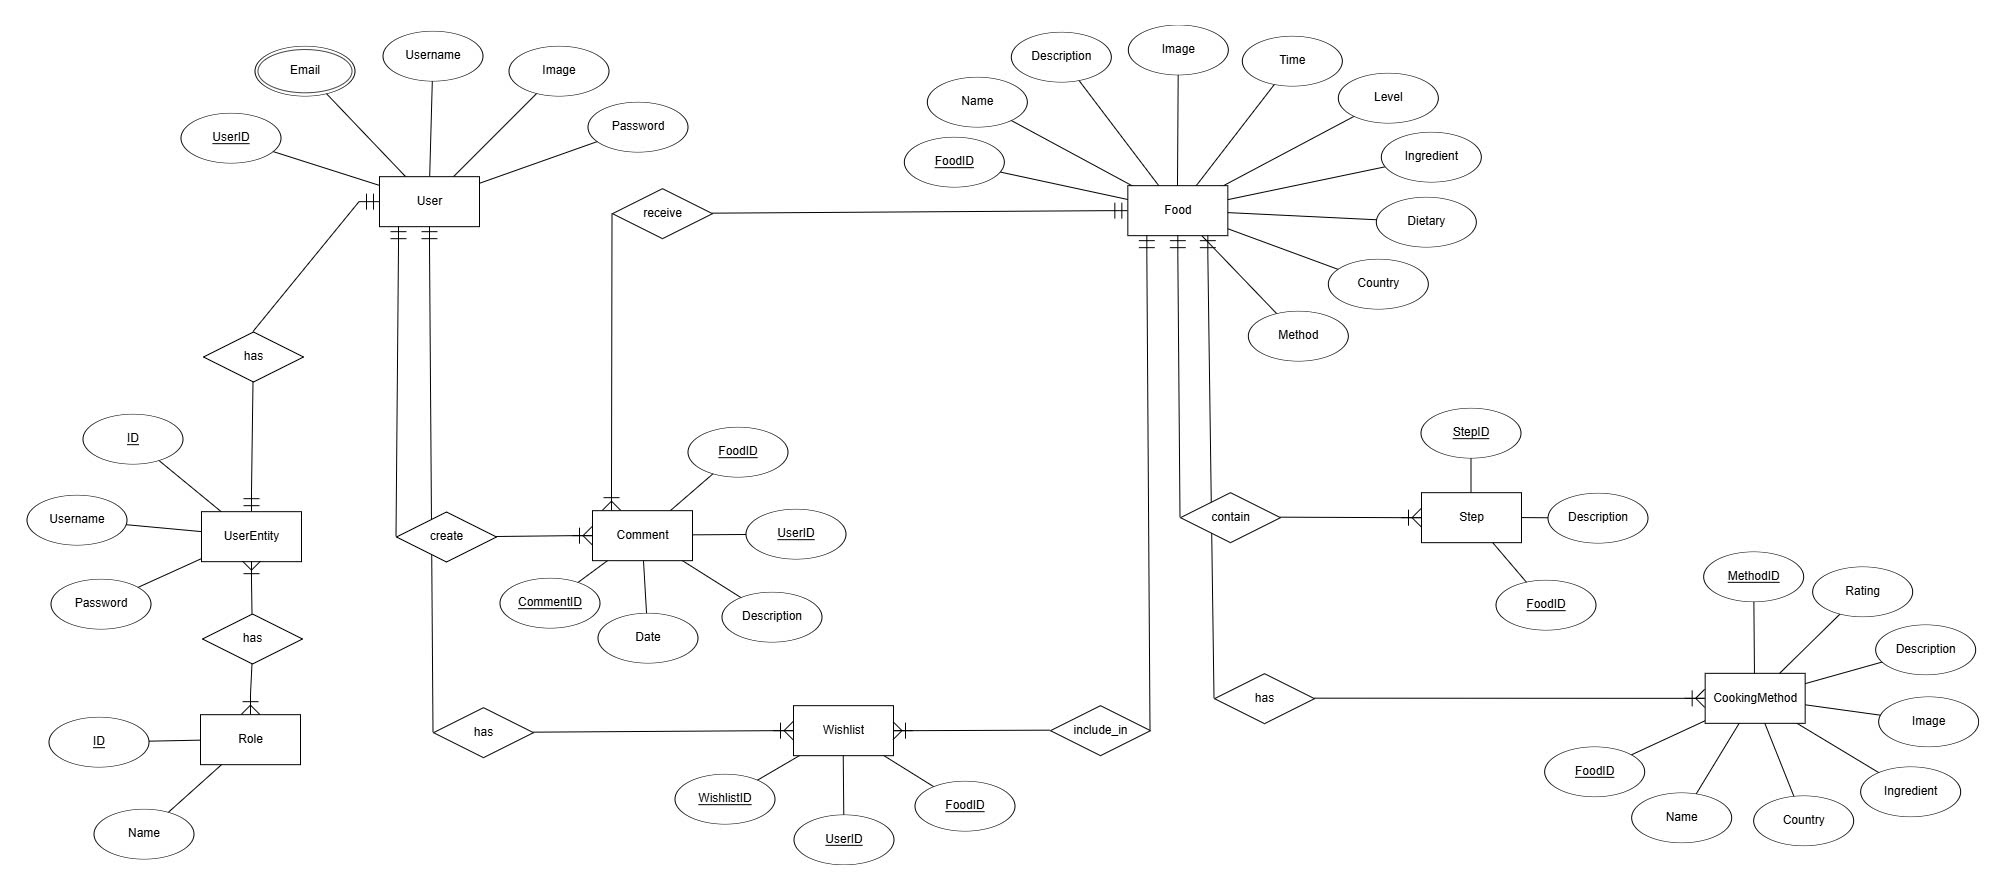 Email
Username
Image
UserID
Password
User
Description
Image
Time
Name
Level
FoodID
Ingredient
Food
Dietary
Country
Method
receive
has
ID
Username
UserEntity
Password
has
ID
Role
Name
create
FoodID
Comment
UserID
CommentID
Date
Description
has
Wishlist
include_in
WishlistID
UserID
FoodID
StepID
contain
Step
Description
FoodID
has
MethodID
Rating
Description
CookingMethod
Image
FoodID
Name
Country
Ingredient